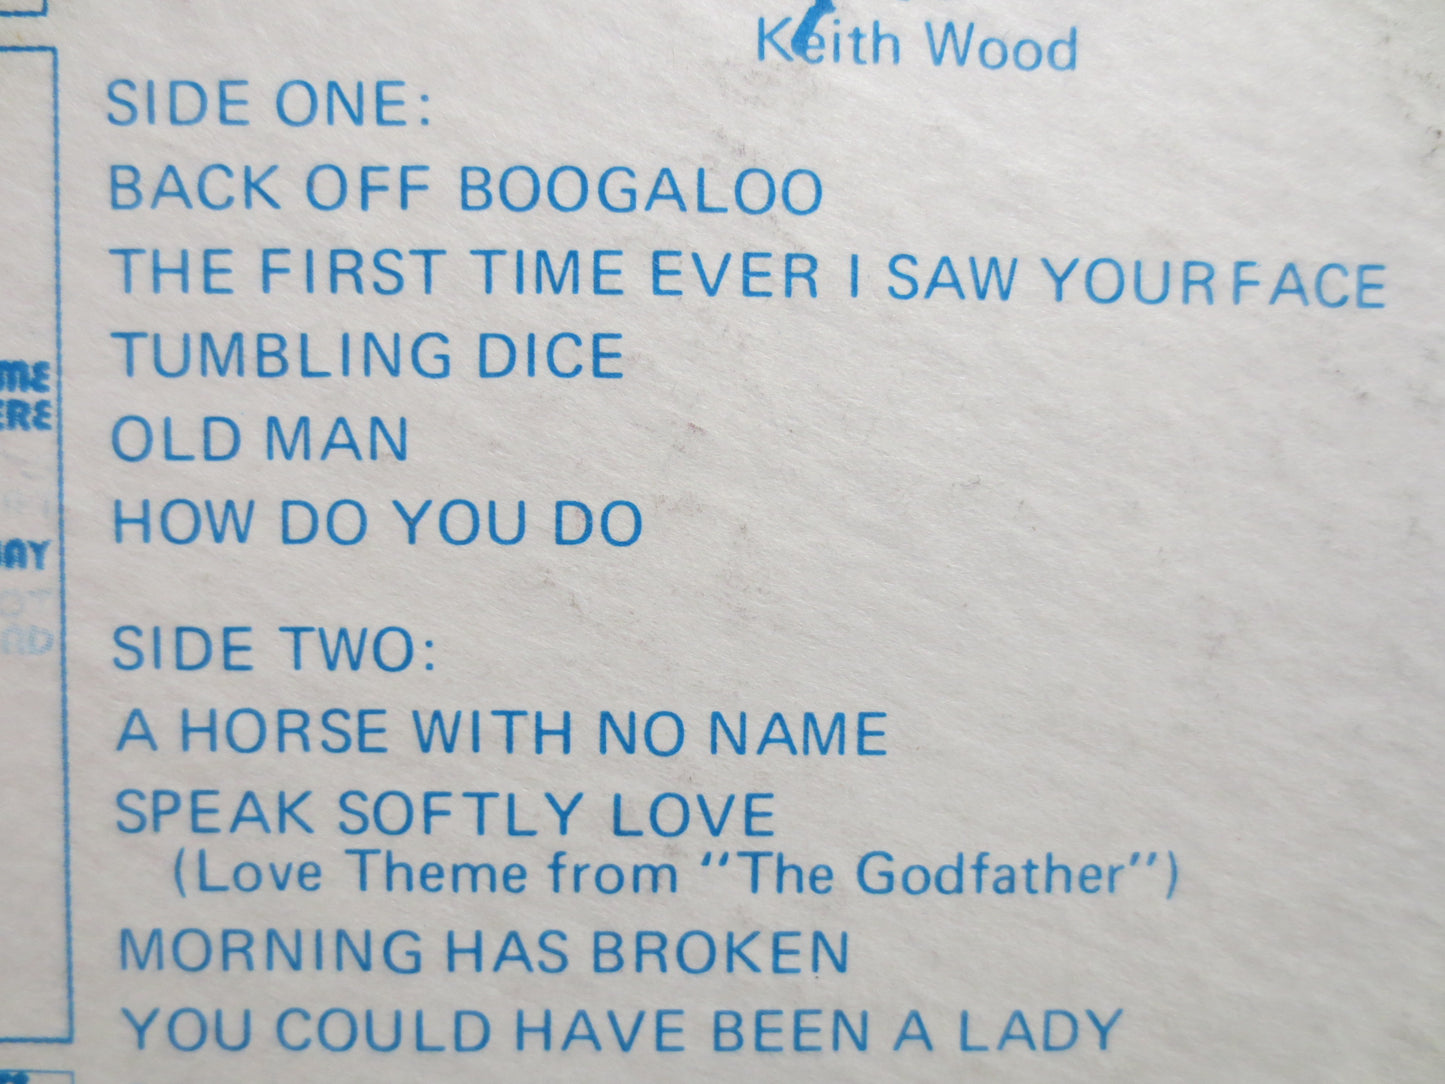 Keith Wood
SIDE ONE:
BACK OFF BOOGALOO
THE FIRST TIME EVER I SAW YOUR FACE
TUMBLING DICE
OLD MAN
HOW DO YOU DO
SIDE TWO:
A HORSE WITH NO NAME
SPEAK SOFTLY LOVE
(Love Theme from "The Godfather")
MORNING HAS BROKEN
YOU COULD HAVE BEEN A LADY